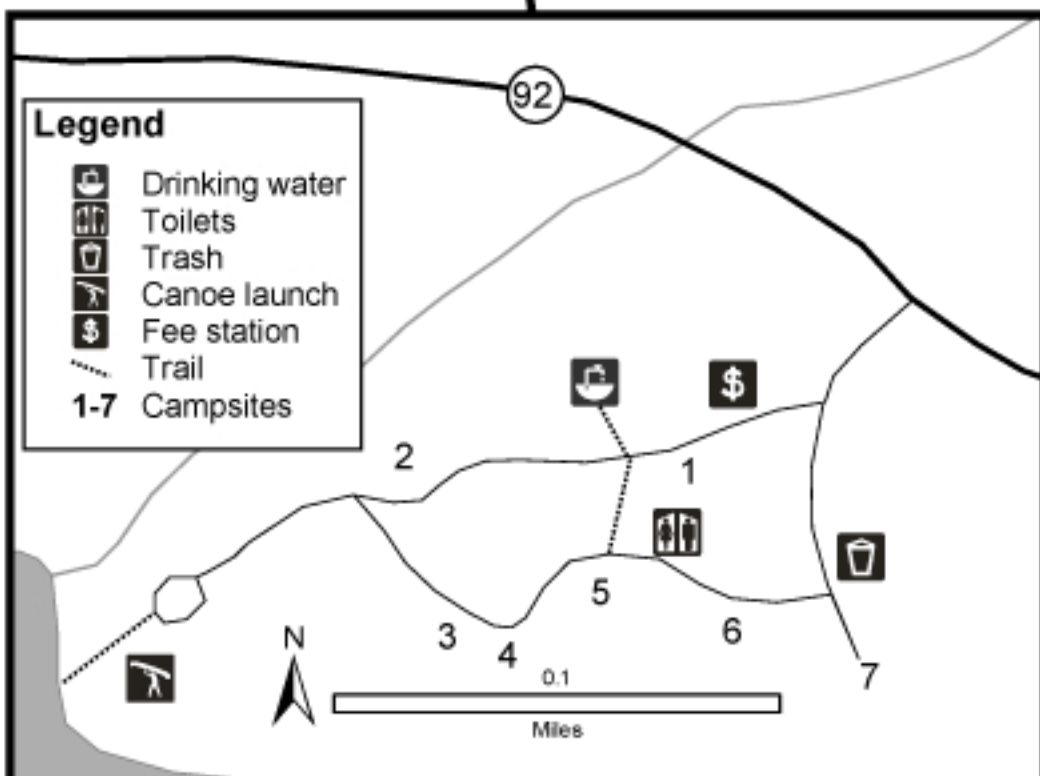 92
Legend
Drinking water
Toilets
Trash
Canoe launch
$ Fee station
Trail
1-7 Campsites
$
2
1
5
3
4
6
7
N
0.1
Miles